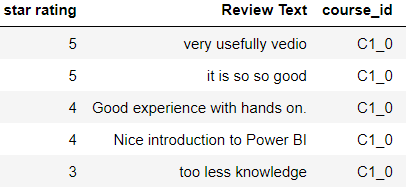 star rating Review Text course_id
5 very usefully vedio C1_0
5 it is so so good C1_0
4 Good experience with hands on. C1_0
4 Nice introduction to Power BI C1_0
3 too less knowledge C1_0